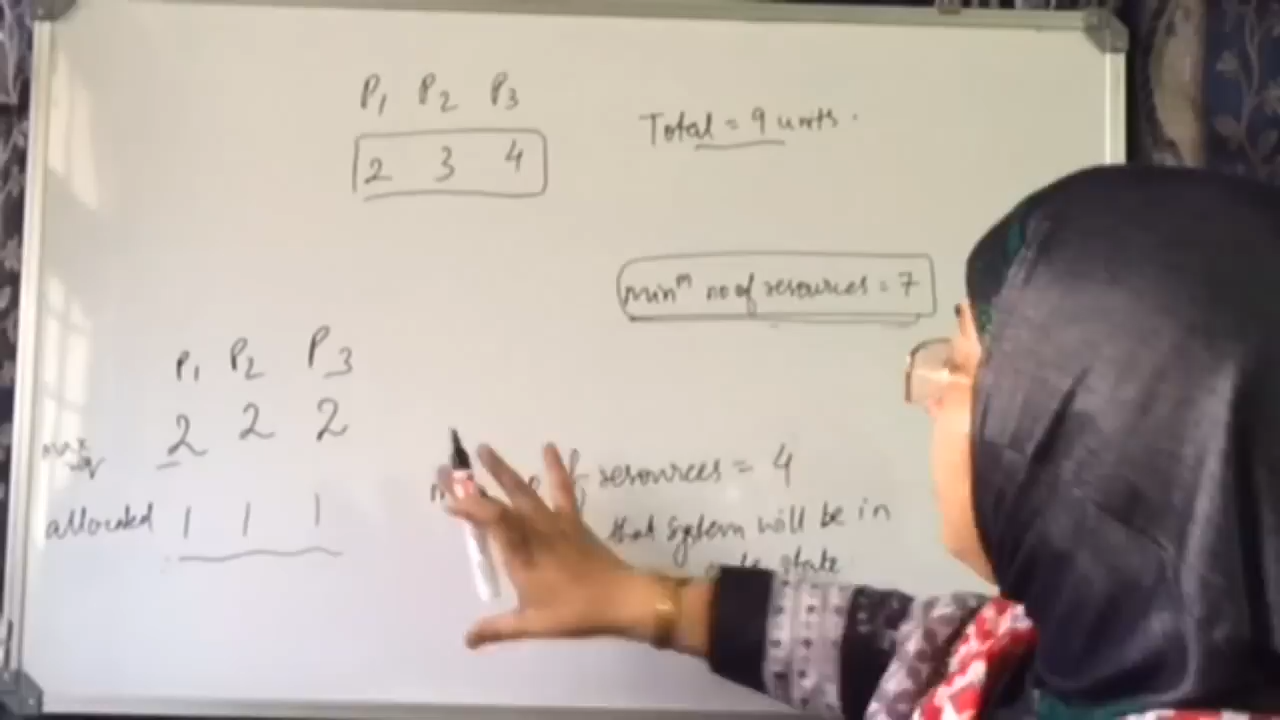 P1 P2 P3
2 3 4
Total = 9 units.
minm no of resources = 7
P1 P2 P3
2 2 2
allocated 1 1 1
resources = 4
that system will be in
state